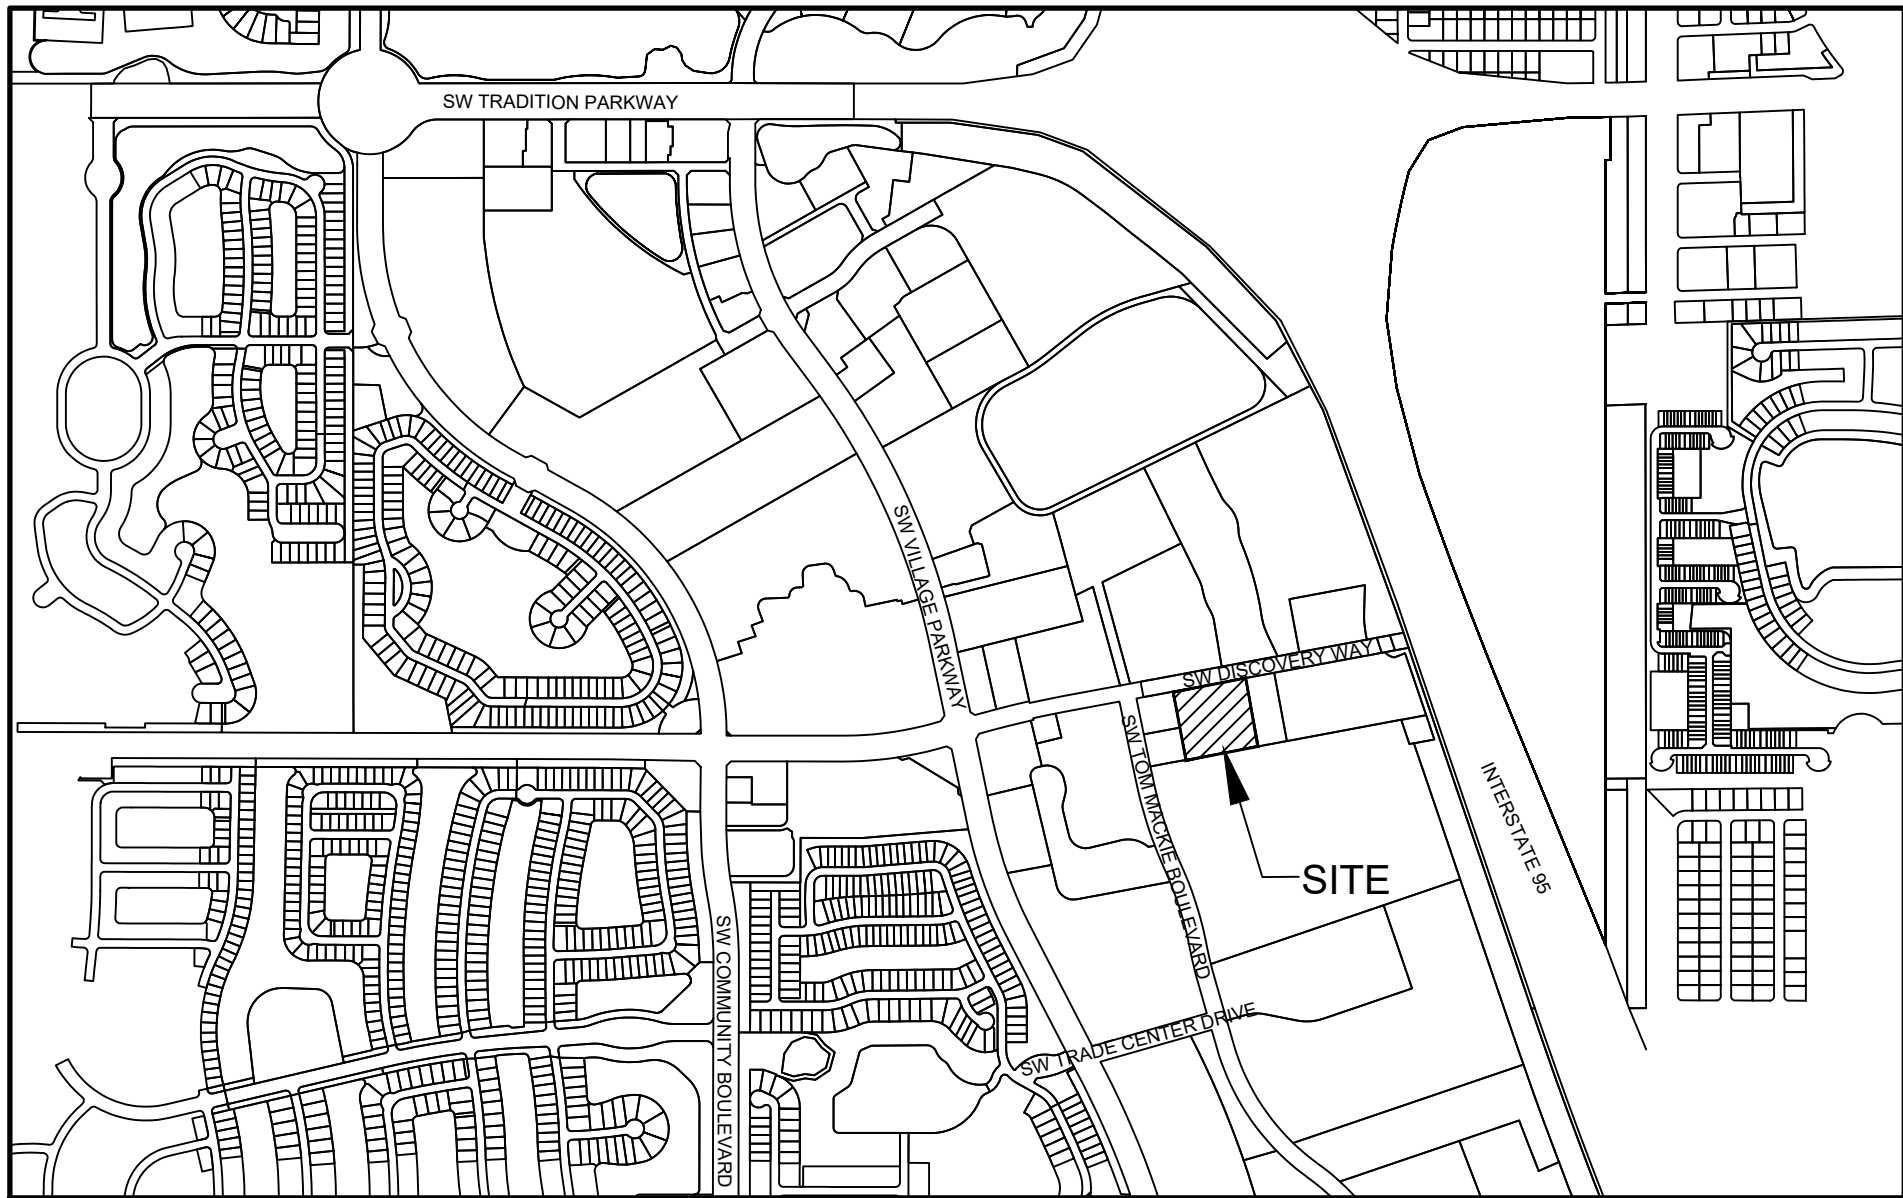 SW TRADITION PARKWAY
SW VILLAGE PARKWAY
SW DISCOVERY WAY
SW TOM MACKIE BOULEVARD
INTERSTATE 95
SITE
SW COMMUNITY BOULEVARD
SW TRADE CENTER DRIVE